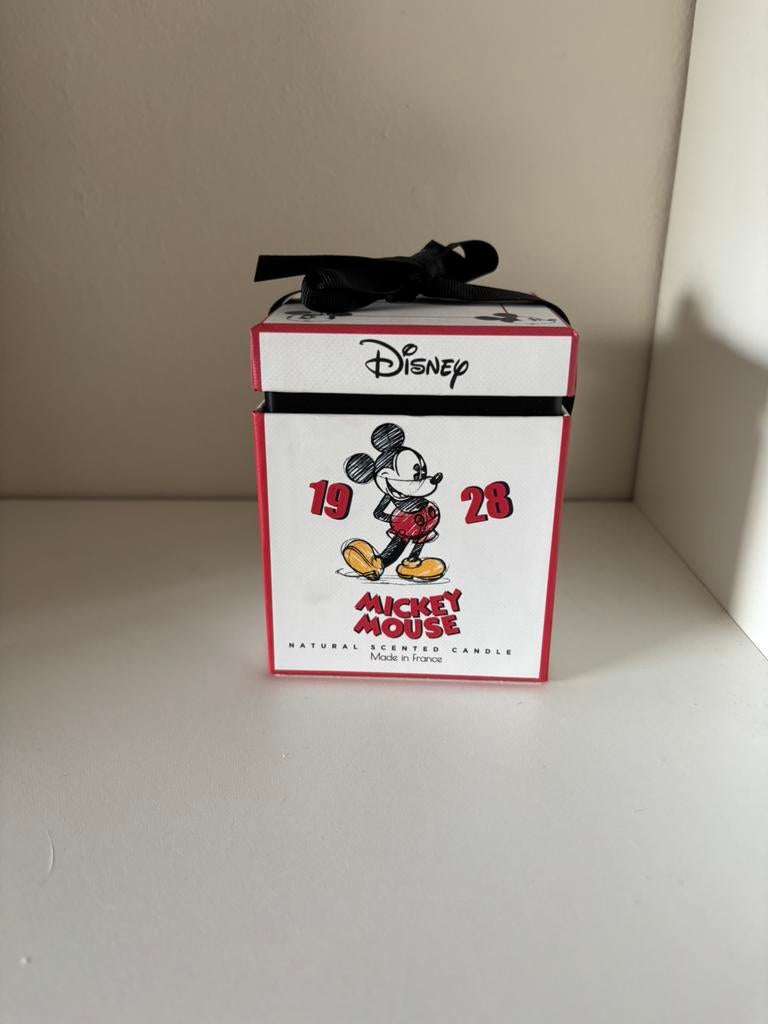 Disney
19 28
MICKEY
MOUSE
NATURAL SCENTED CANDLE
Made in France